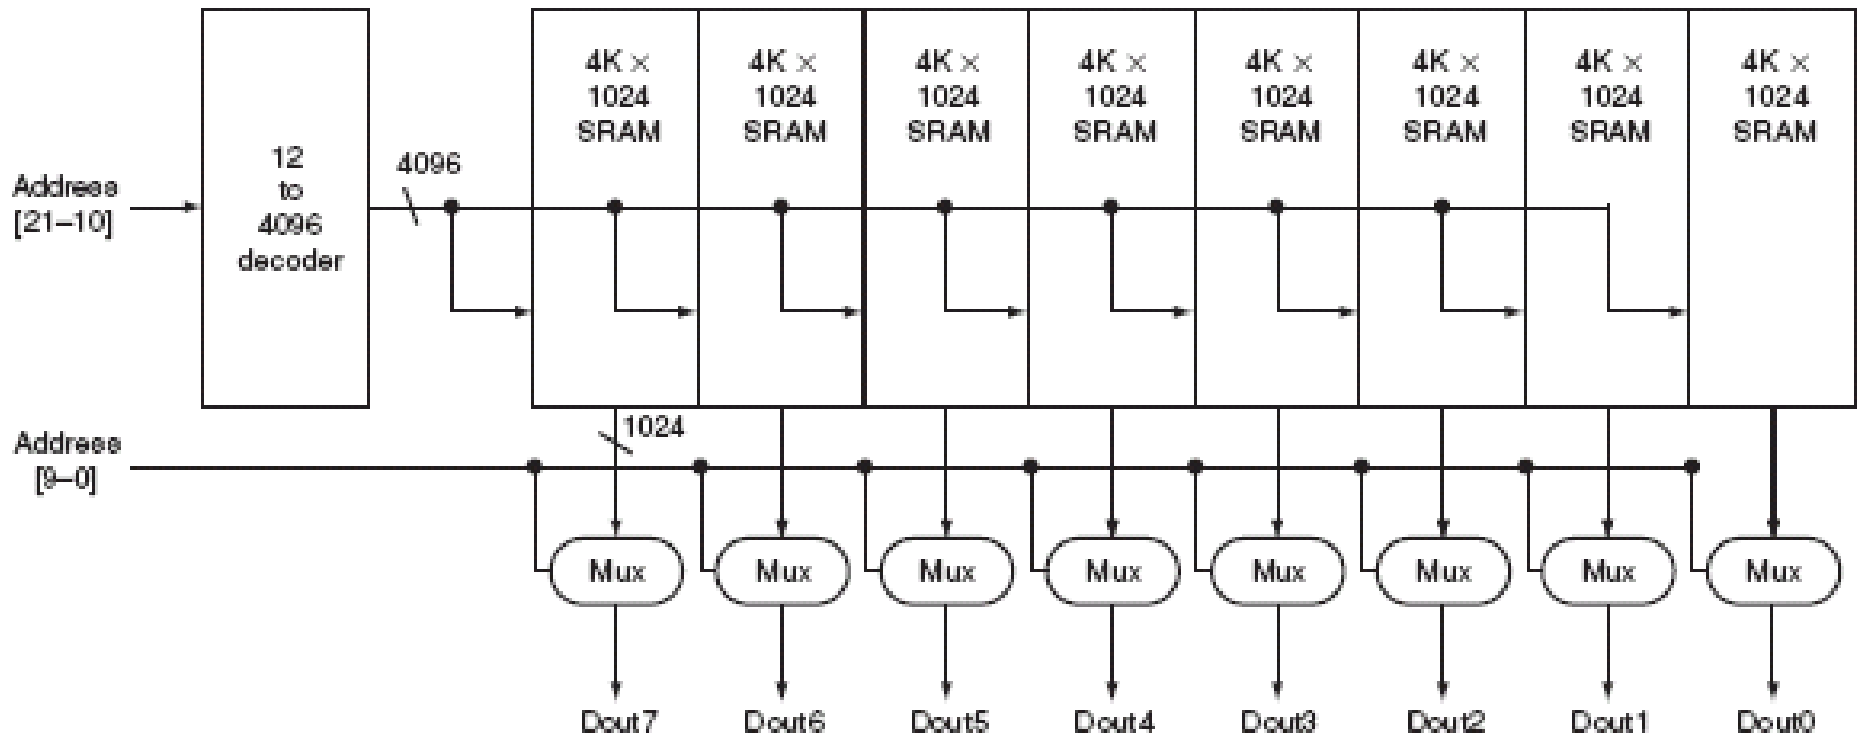 4K ×
1024
SRAM
4K ×
1024
SRAM
4K ×
1024
SRAM
4K ×
1024
SRAM
4K ×
1024
SRAM
4K ×
1024
SRAM
4K ×
1024
SRAM
4K ×
1024
SRAM
Address
[21–10]
12
to
4096
decoder
4096
1024
Address
[9–0]
Mux
Mux
Mux
Mux
Mux
Mux
Mux
Mux
Dout7
Dout6
Dout5
Dout4
Dout3
Dout2
Dout1
Dout0